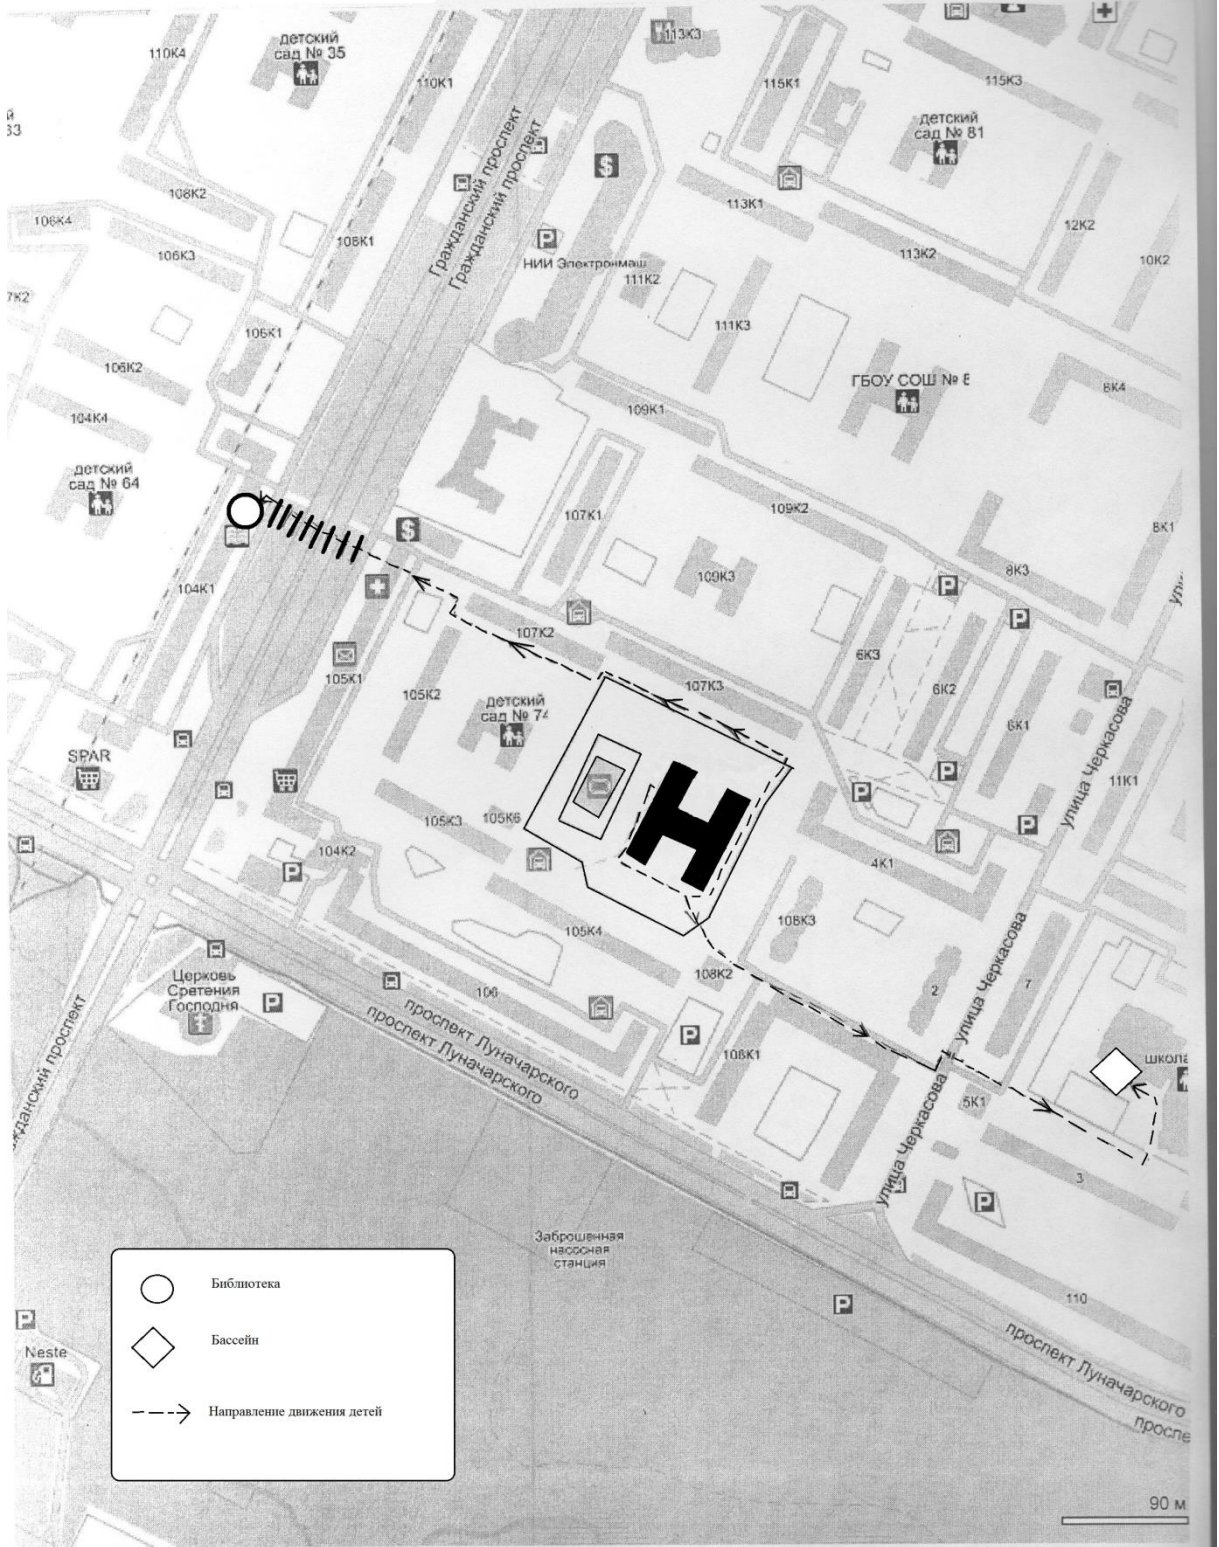 110К4
детский
сад № 35
110К1
113К3
115К1
115К3
детский
сад № 81
Гражданский проспект
Гражданский проспект
33
108К2
106К4
106К3
108К1
113К1
113К2
12К2
10К2
P
НИИ Электронмаш
111К2
7К2
106К1
111К3
106К2
ГБОУ СОШ №
8К4
104К4
109К1
детский
сад № 64
107К1
109К2
8К1
8К3
109К3
104К1
P
P
107К2
6К3
105К1
105К2
107К3
6К2
детский
сад № 74
6К1
SPAR
11К1
улица Черкасова
P
P
P
105К3
105К6
104К2
P
4К1
108К3
105К4
108К2
улица Черкасова
2
7
Церковь
Сретения
Господня
P
106
P
проспект Луначарского
проспект Луначарского
108К1
школа
5К1
улица Черкасова
3
P
Заброшенная
насосная
станция
110
P
P
Neste
проспект Луначарского
Библиотека
Бассейн
Направление движения детей
90 м